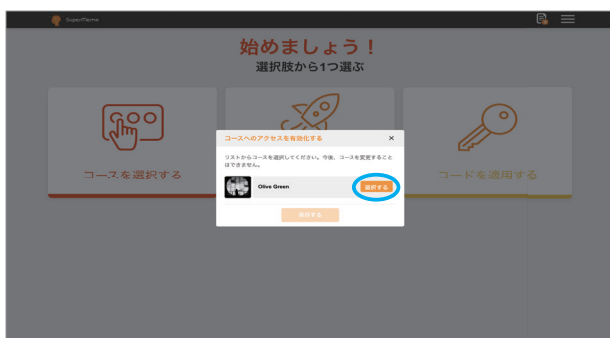 SuperMemo
始めましょう！
選択肢から1つ選ぶ
コースを選択する
コードを適用する
コースへのアクセスを有効化する ×
リストからコースを選択してください。今後、コースを変更すること
はできません。
Olive Green 選択する